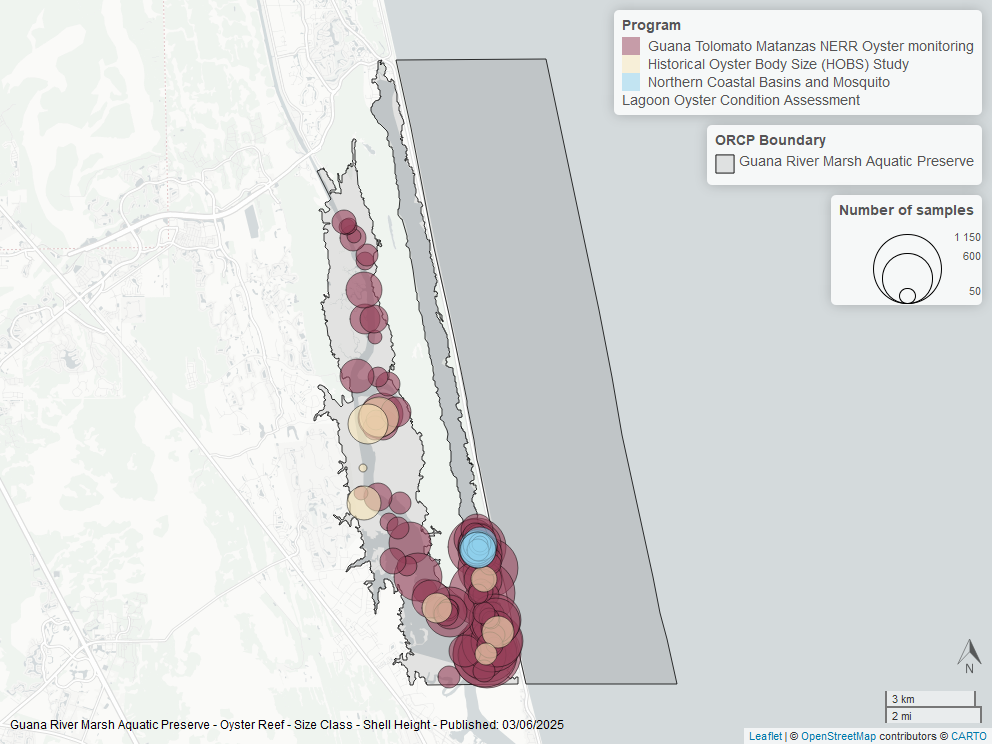 Program
Guana Tolomato Matanzas NERR Oyster monitoring
Historical Oyster Body Size (HOBS) Study
Northern Coastal Basins and Mosquito
Lagoon Oyster Condition Assessment
ORCP Boundary
Guana River Marsh Aquatic Preserve
Number of samples
1 150
600
50
N
3 km
2 mi
Guana River Marsh Aquatic Preserve - Oyster Reef - Size Class - Shell Height - Published: 03/06/2025
Leaflet | © OpenStreetMap contributors © CARTO